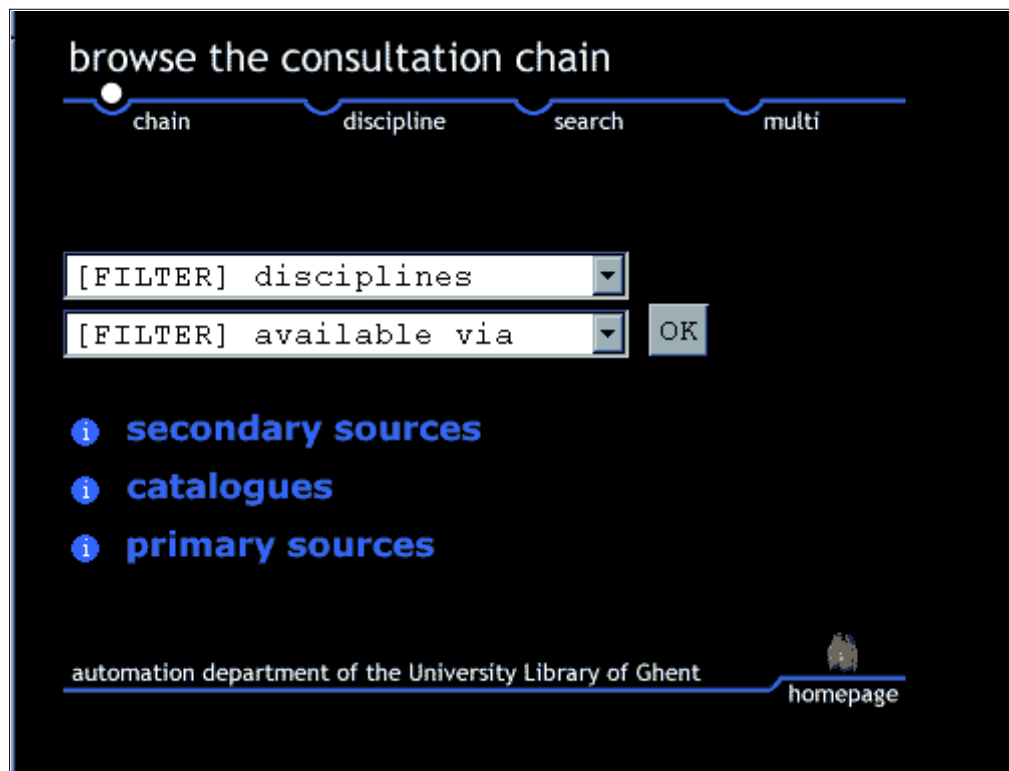 browse the consultation chain
chain discipline search multi
[FILTER] disciplines
[FILTER] available via
OK
i secondary sources
i catalogues
i primary sources
automation department of the University Library of Ghent
homepage